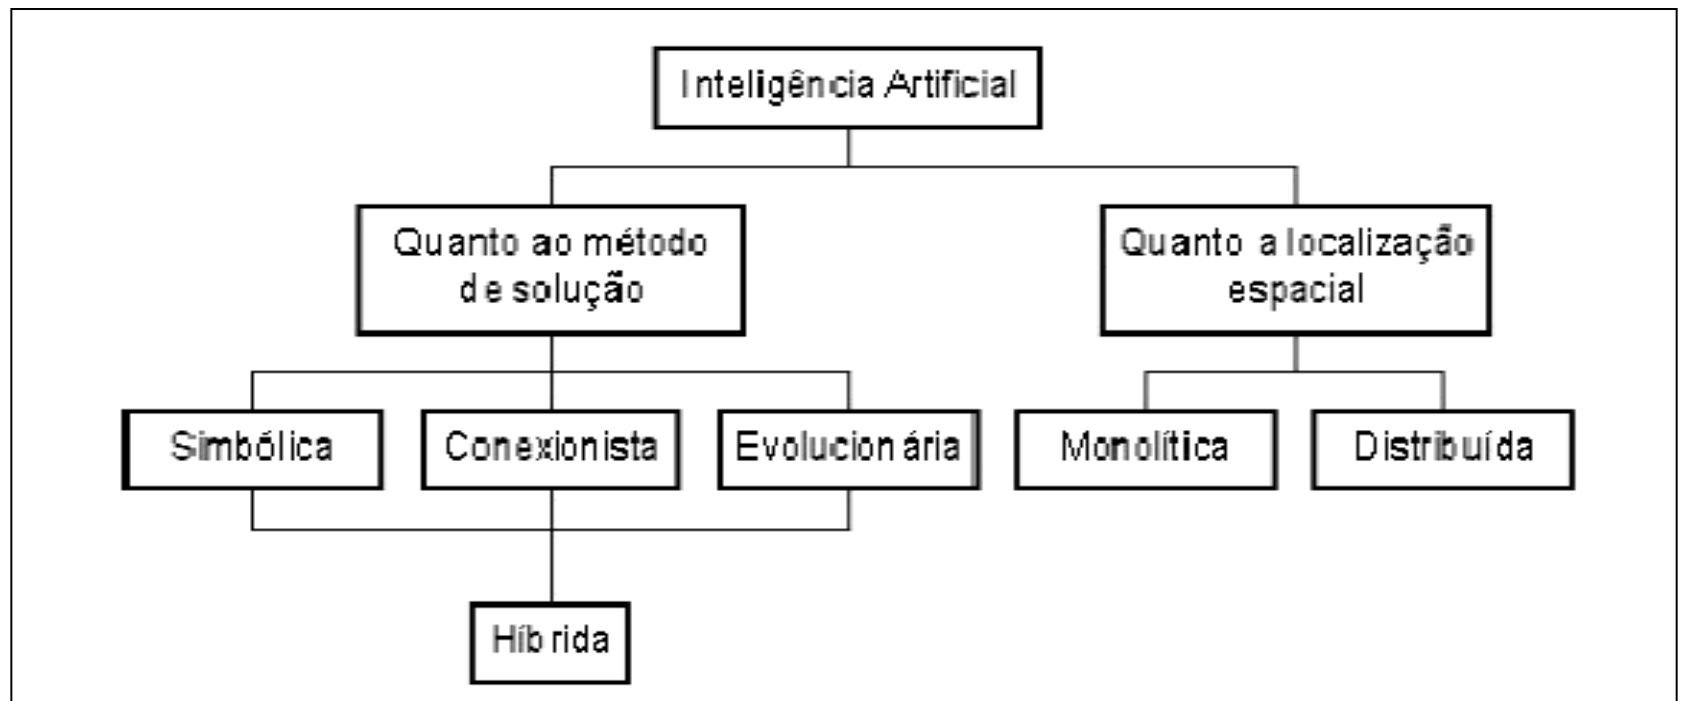 Inteligência Artificial
Quanto ao método
de solução
Quanto a localização
espacial
Simbólica
Conexionista
Evolucionária
Monolítica
Distribuída
Híbrida